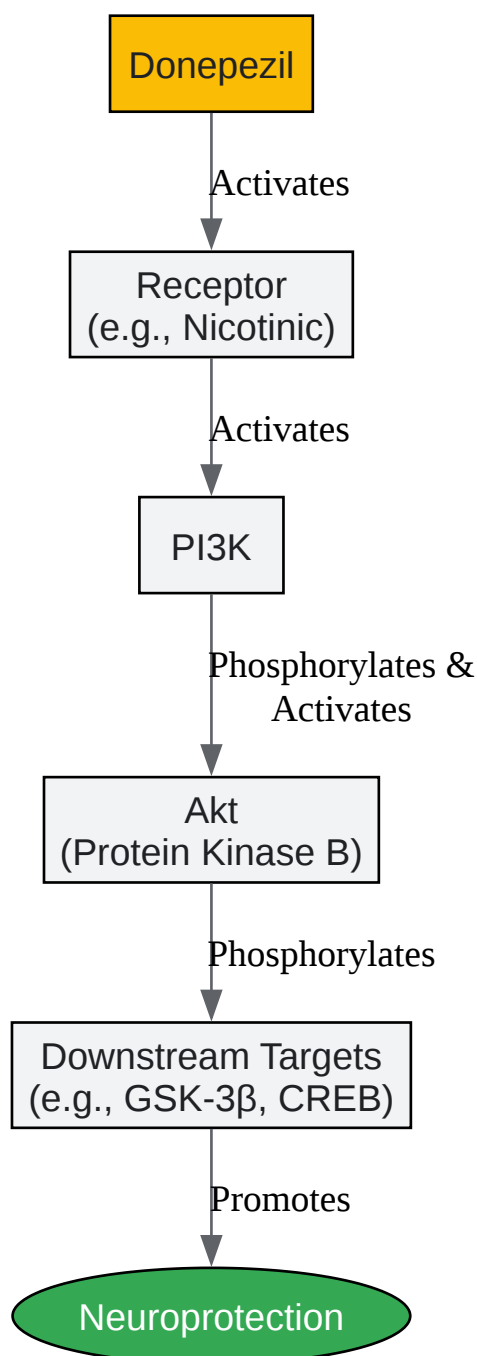 Donepezil
Activates
Receptor
(e.g., Nicotinic)
Activates
PI3K
Phosphorylates &
Activates
Akt
(Protein Kinase B)
Phosphorylates
Downstream Targets
(e.g., GSK-3β, CREB)
Promotes
Neuroprotection